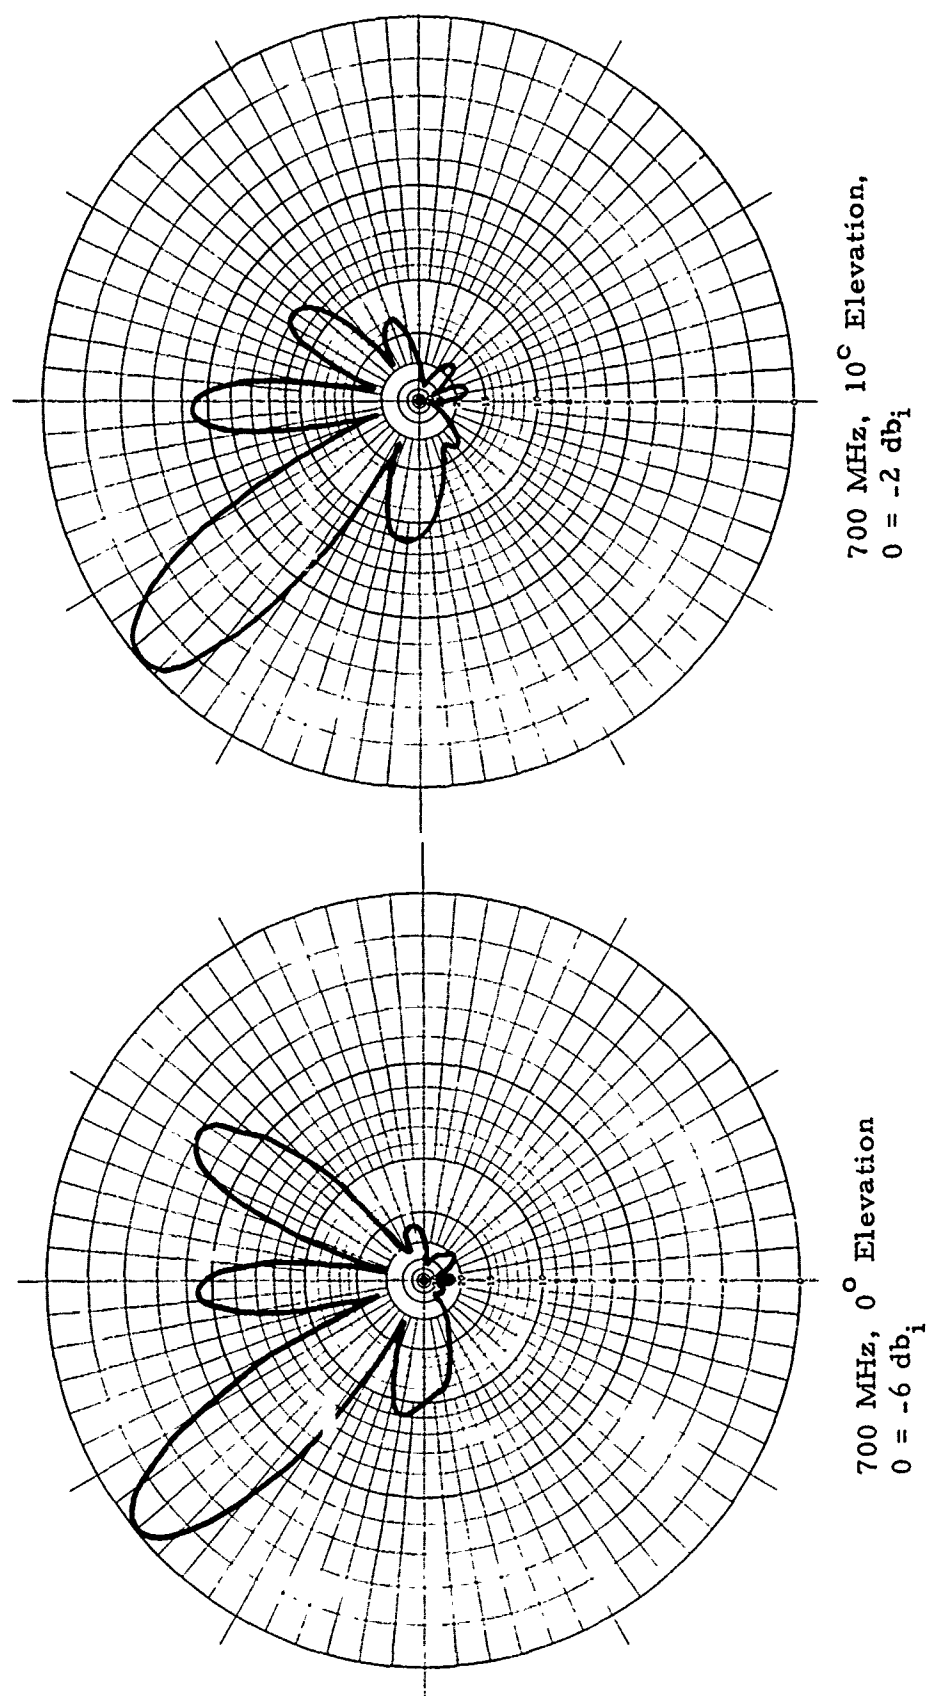 700 MHz, 0° Elevation
0 = -6 db_i
700 MHz, 10° Elevation,
0 = -2 db_i